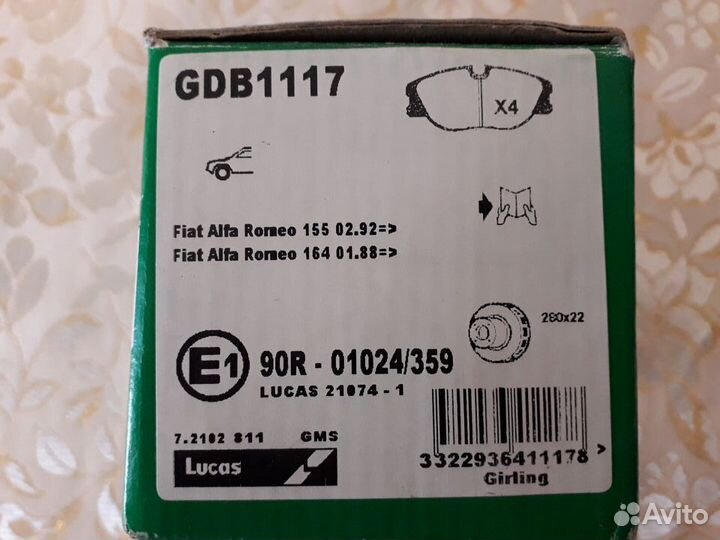 GDB1117
X4
Fiat Alfa Romeo 155 02.92=>
Fiat Alfa Romeo 164 01.88=>
280x22
E1 90R - 01024/359
LUCAS 21074 - 1
7.2102 811 GMS
Lucas
3322936411178 >
Girling
Avito